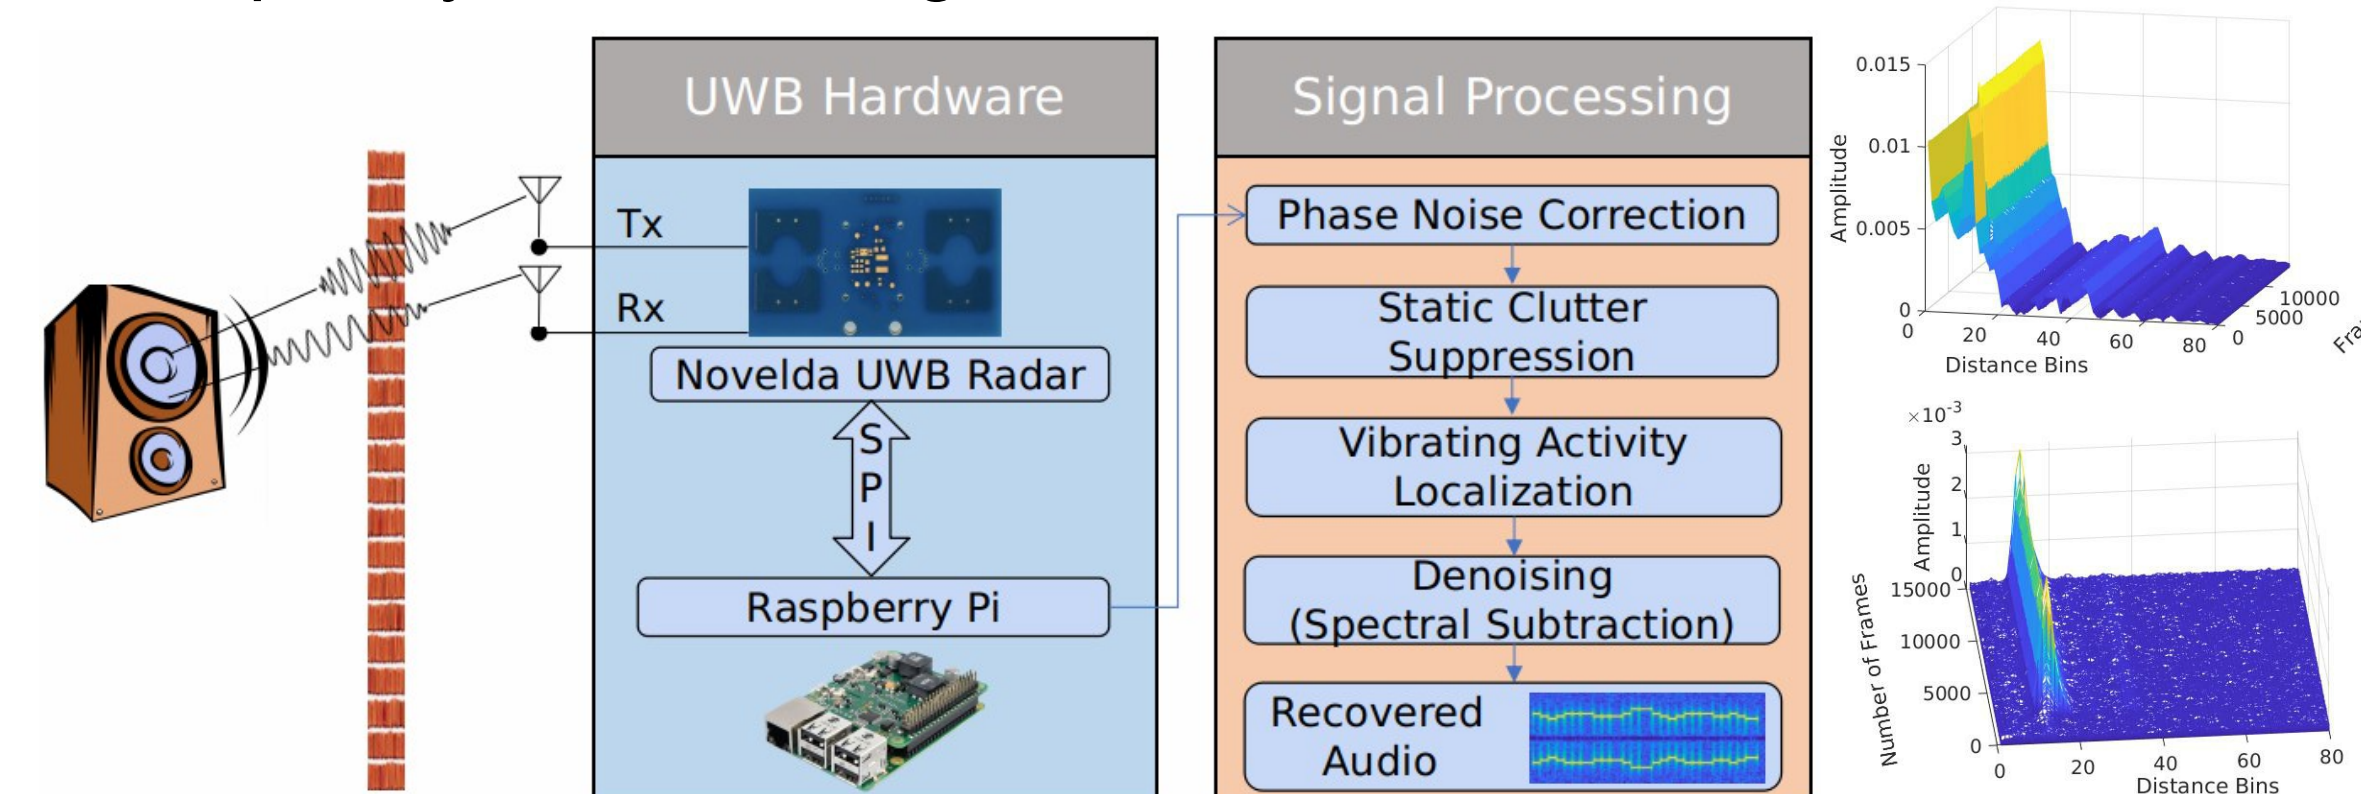 UWB Hardware
Tx
Rx
Novelda UWB Radar
S
P
I
Raspberry Pi
Signal Processing
Phase Noise Correction
Static Clutter
Suppression
Vibrating Activity
Localization
Denoising
(Spectral Subtraction)
Recovered
Audio
0.015
0.01
0.005
0
Amplitude
0
20
40
60
80
Distance Bins
0
5000
10000
×10-3
3
2
1
0
Amplitude
15000
10000
5000
0
Number of Frames
0
20
40
60
80
Distance Bins